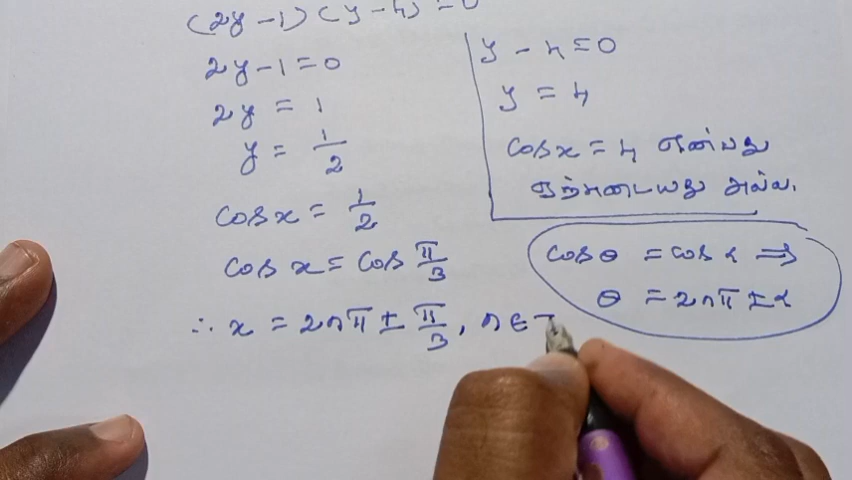 (2y-1)(y-4)=0
2y-1=0
2y = 1
y = 1/2
cos x = 1/2
cos x = cos π/3
∴ x = 2nπ ± π/3, n ∈
y - 4 = 0
y = 4
cos x = 4 என்பது
ஏற்புடையது அல்ல.
cos θ = cos α ⇒
θ = 2nπ ± α